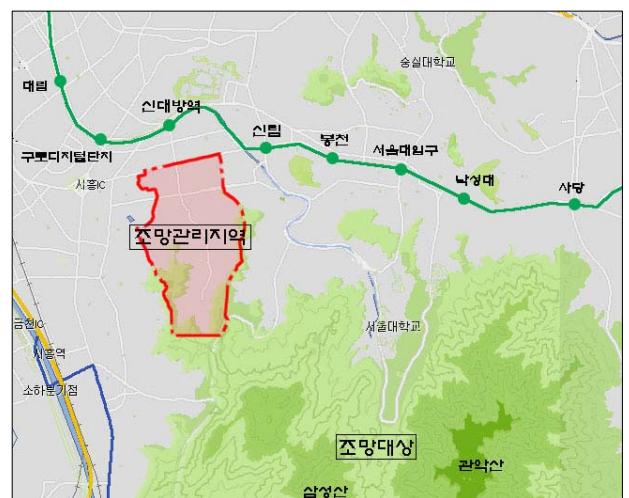 숭실대학교
대림
신대방역
신림
봉천
구로디지털단지
서울대입구
낙성대
사당
시흥IC
조망관리지역
금천IC
서울대학교
시흥역
소하분기점
조망대상
관악산
삼성산